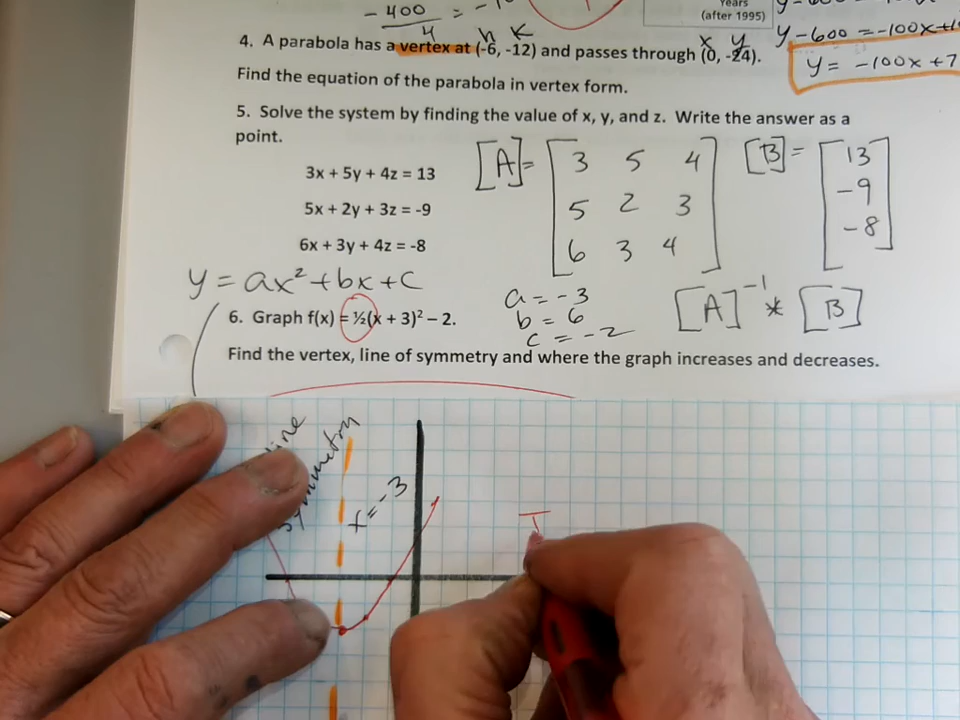 -400
4
Years
(after 1995)
h k
x y
y-600 = -100x+1
y = -100x + 7
4. A parabola has a vertex at (-6, -12) and passes through (0, -24).
Find the equation of the parabola in vertex form.
5. Solve the system by finding the value of x, y, and z. Write the answer as a
point.
3x + 5y + 4z = 13
5x + 2y + 3z = -9
6x + 3y + 4z = -8
[A] =
3 5 4
5 2 3
6 3 4
[B] =
13
-9
-8
y = ax² + bx + c
a = -3
b = 6
c = -2
[A]⁻¹ * [B]
6. Graph f(x) = ½(x + 3)² – 2.
Find the vertex, line of symmetry and where the graph increases and decreases.
line
symmetry
x = -3
I